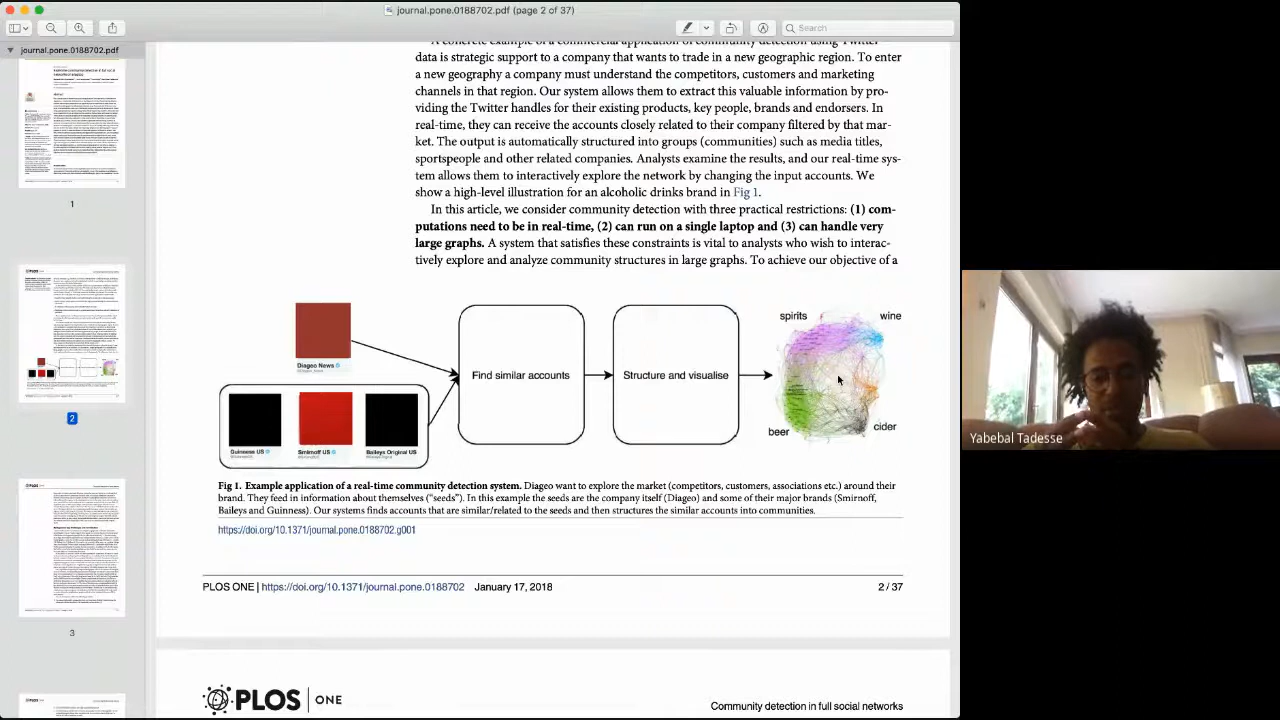 journal.pone.0188702.pdf (page 2 of 37)
Search
journal.pone.0188702.pdf
1
2
3
A concrete example of a commercial application of community detection using Twitter
data is strategic support to a company that wants to trade in a new geographic region. To enter
a new geographic region they must understand the competitors, customers and marketing
channels in that region. Our system allows them to extract this valuable information by pro-
viding the Twitter handles for their existing products, key people, brands and endorsers. In
real-time they receive the accounts closely related to their market filtered by that mar-
ket. The result is automatically structured into groups (communities) such as media titles,
sportspeople and other related companies. Analysts examine the results, and our real-time sys-
tem allows them to interactively explore the network by changing the input accounts. We
show a high-level illustration for an alcoholic drinks brand in Fig 1.
In this article, we consider community detection with three practical restrictions: (1) com-
putations need to be in real-time, (2) can run on a single laptop and (3) can handle very
large graphs. A system that satisfies these constraints is vital to analysts who wish to interac-
tively explore and analyze community structures in large graphs. To achieve our objective of a
Diageo News
Guinness US
Smirnoff US
Baileys Original US
Find similar accounts
Structure and visualise
spirits
wine
beer
cider
Fig 1. Example application of a real-time community detection system. Diageo want to explore the market (competitors, customers, associations etc.) around their
brand. They feed in information about themselves ("seeds"). In this case the seeds are the company itself (Diageo) and some of their main brands (Smirnoff,
Baileys and Guinness). Our systems finds accounts that are similar related to the seeds and then structures the similar accounts into communities.
https://doi.org/10.1371/journal.pone.0188702.g001
PLOS ONE | https://doi.org/10.1371/journal.pone.0188702
2 / 37
PLOS ONE
Community detection in full social networks
Yabebal Tadesse